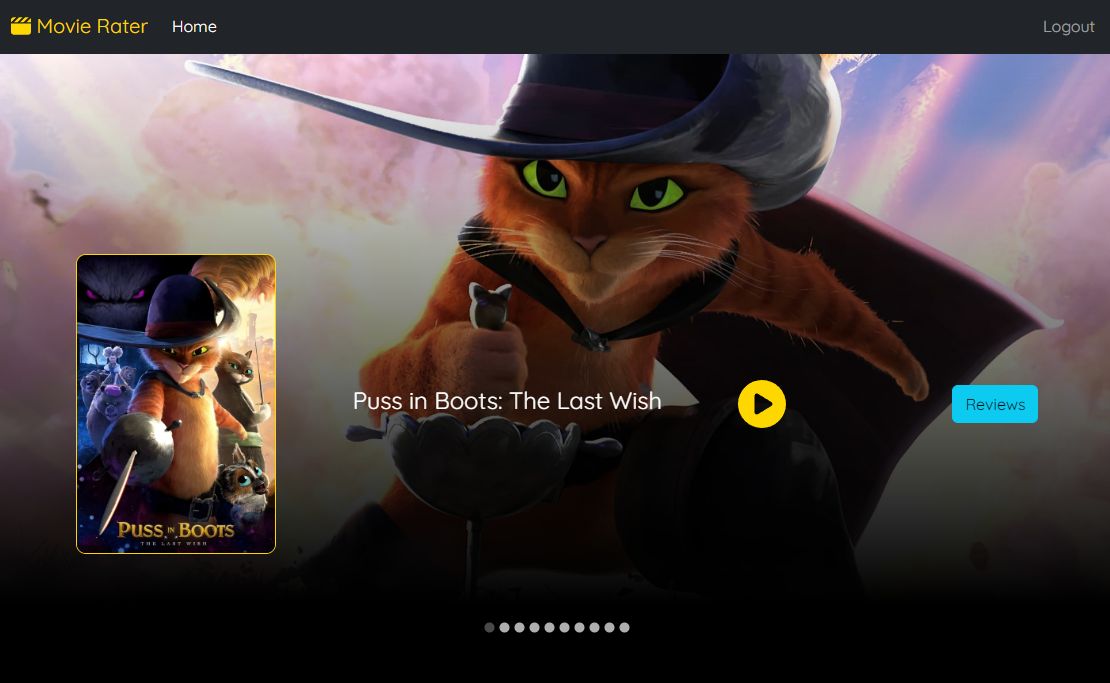 Movie Rater
Home
Logout
Puss in Boots: The Last Wish
Reviews
PUSS IN BOOTS
THE LAST WISH